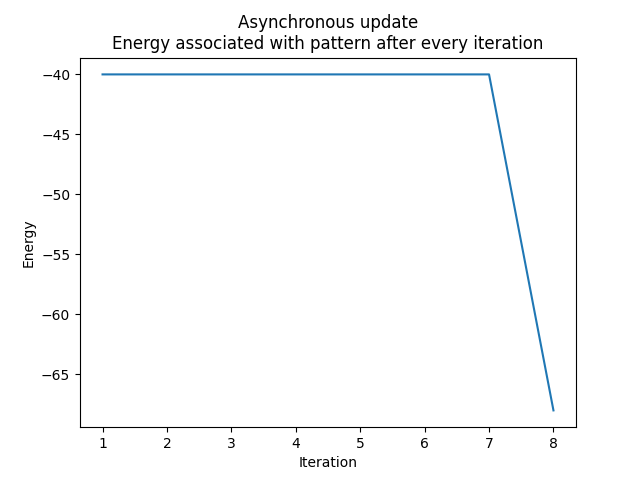 Asynchronous update
Energy associated with pattern after every iteration
−40
−45
−50
−55
−60
−65
Energy
1 2 3 4 5 6 7 8
Iteration